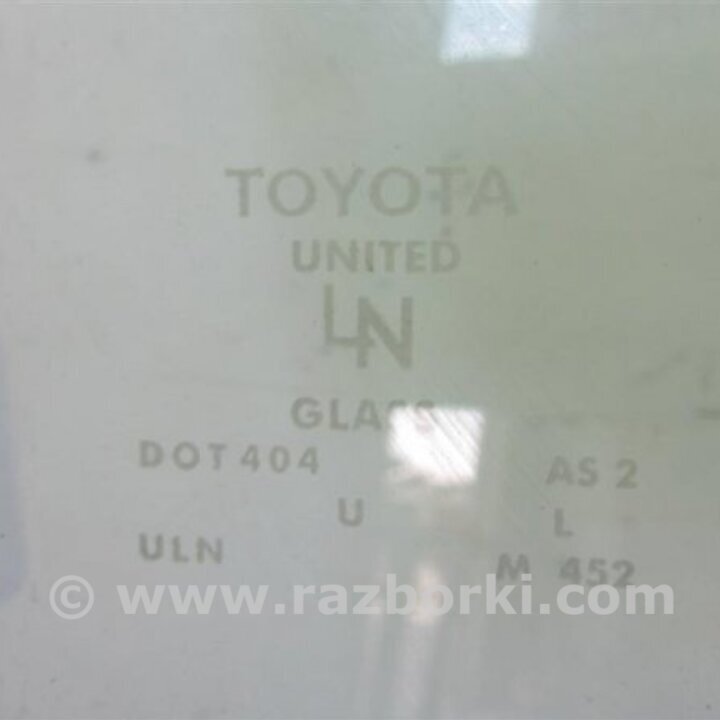 TOYOTA
UNITED
LN
GLASS
DOT 404 AS 2
U L
ULN M 452
© www.razborki.com